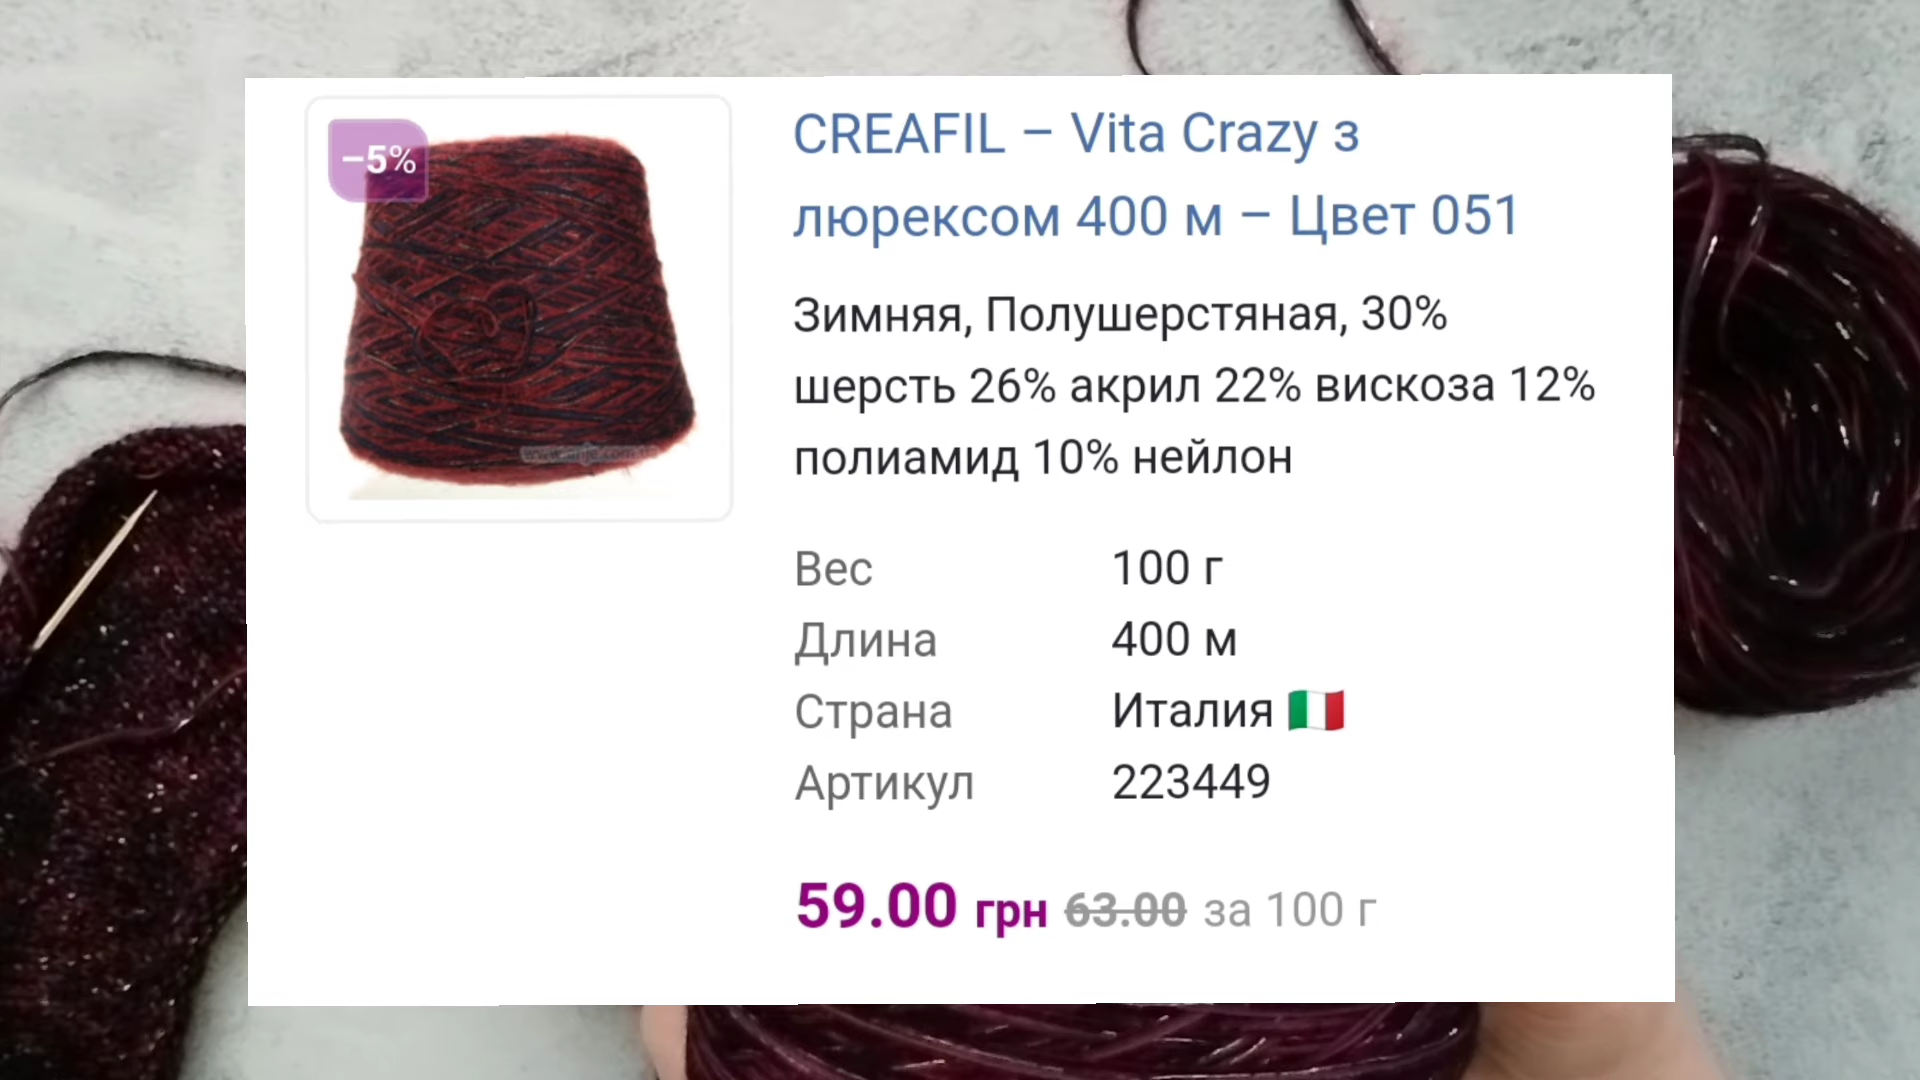 −5%
CREAFIL – Vita Crazy з
люрексом 400 м – Цвет 051
Зимняя, Полушерстяная, 30%
шерсть 26% акрил 22% вискоза 12%
полиамид 10% нейлон
Вес 100 г
Длина 400 м
Страна Италия
Артикул 223449
59.00 грн 63.00 за 100 г